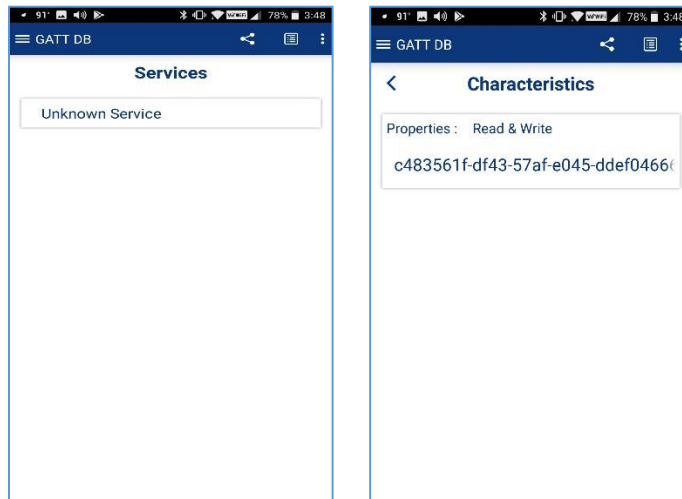 91° 78% 3:48
GATT DB
Services
Unknown Service
91° 78% 3:48
GATT DB
Characteristics
Properties : Read & Write
c483561f-df43-57af-e045-ddef0466